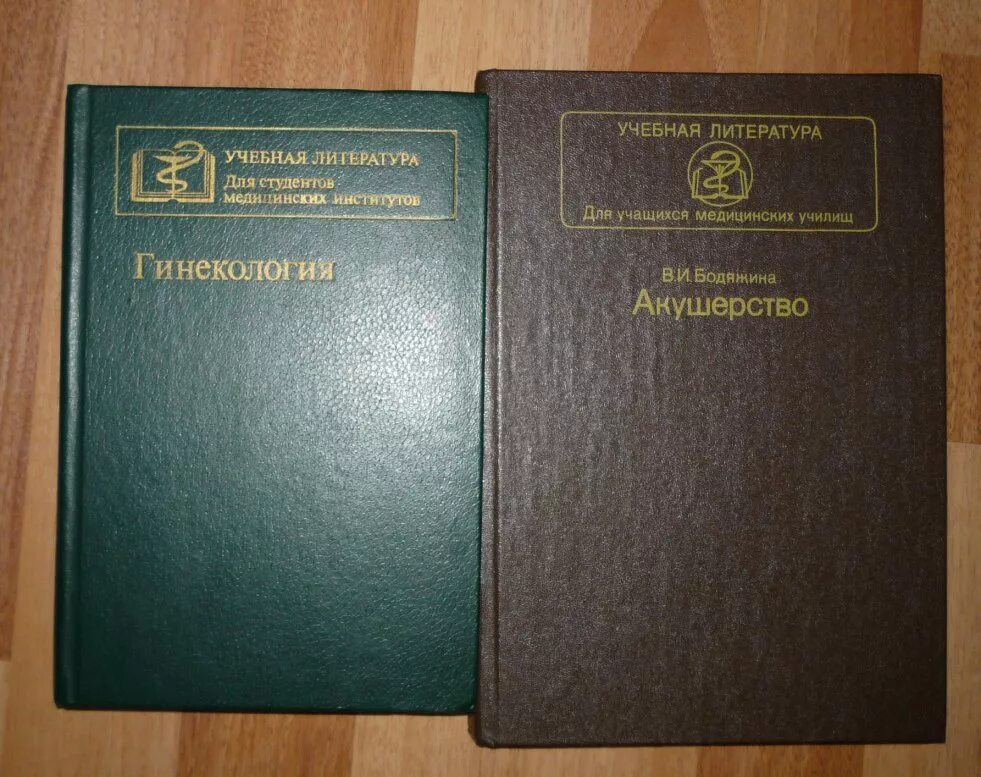 УЧЕБНАЯ ЛИТЕРАТУРА
Для студентов
медицинских институтов
Гинекология
УЧЕБНАЯ ЛИТЕРАТУРА
Для учащихся медицинских училищ
В.И.Бодяжина
Акушерство